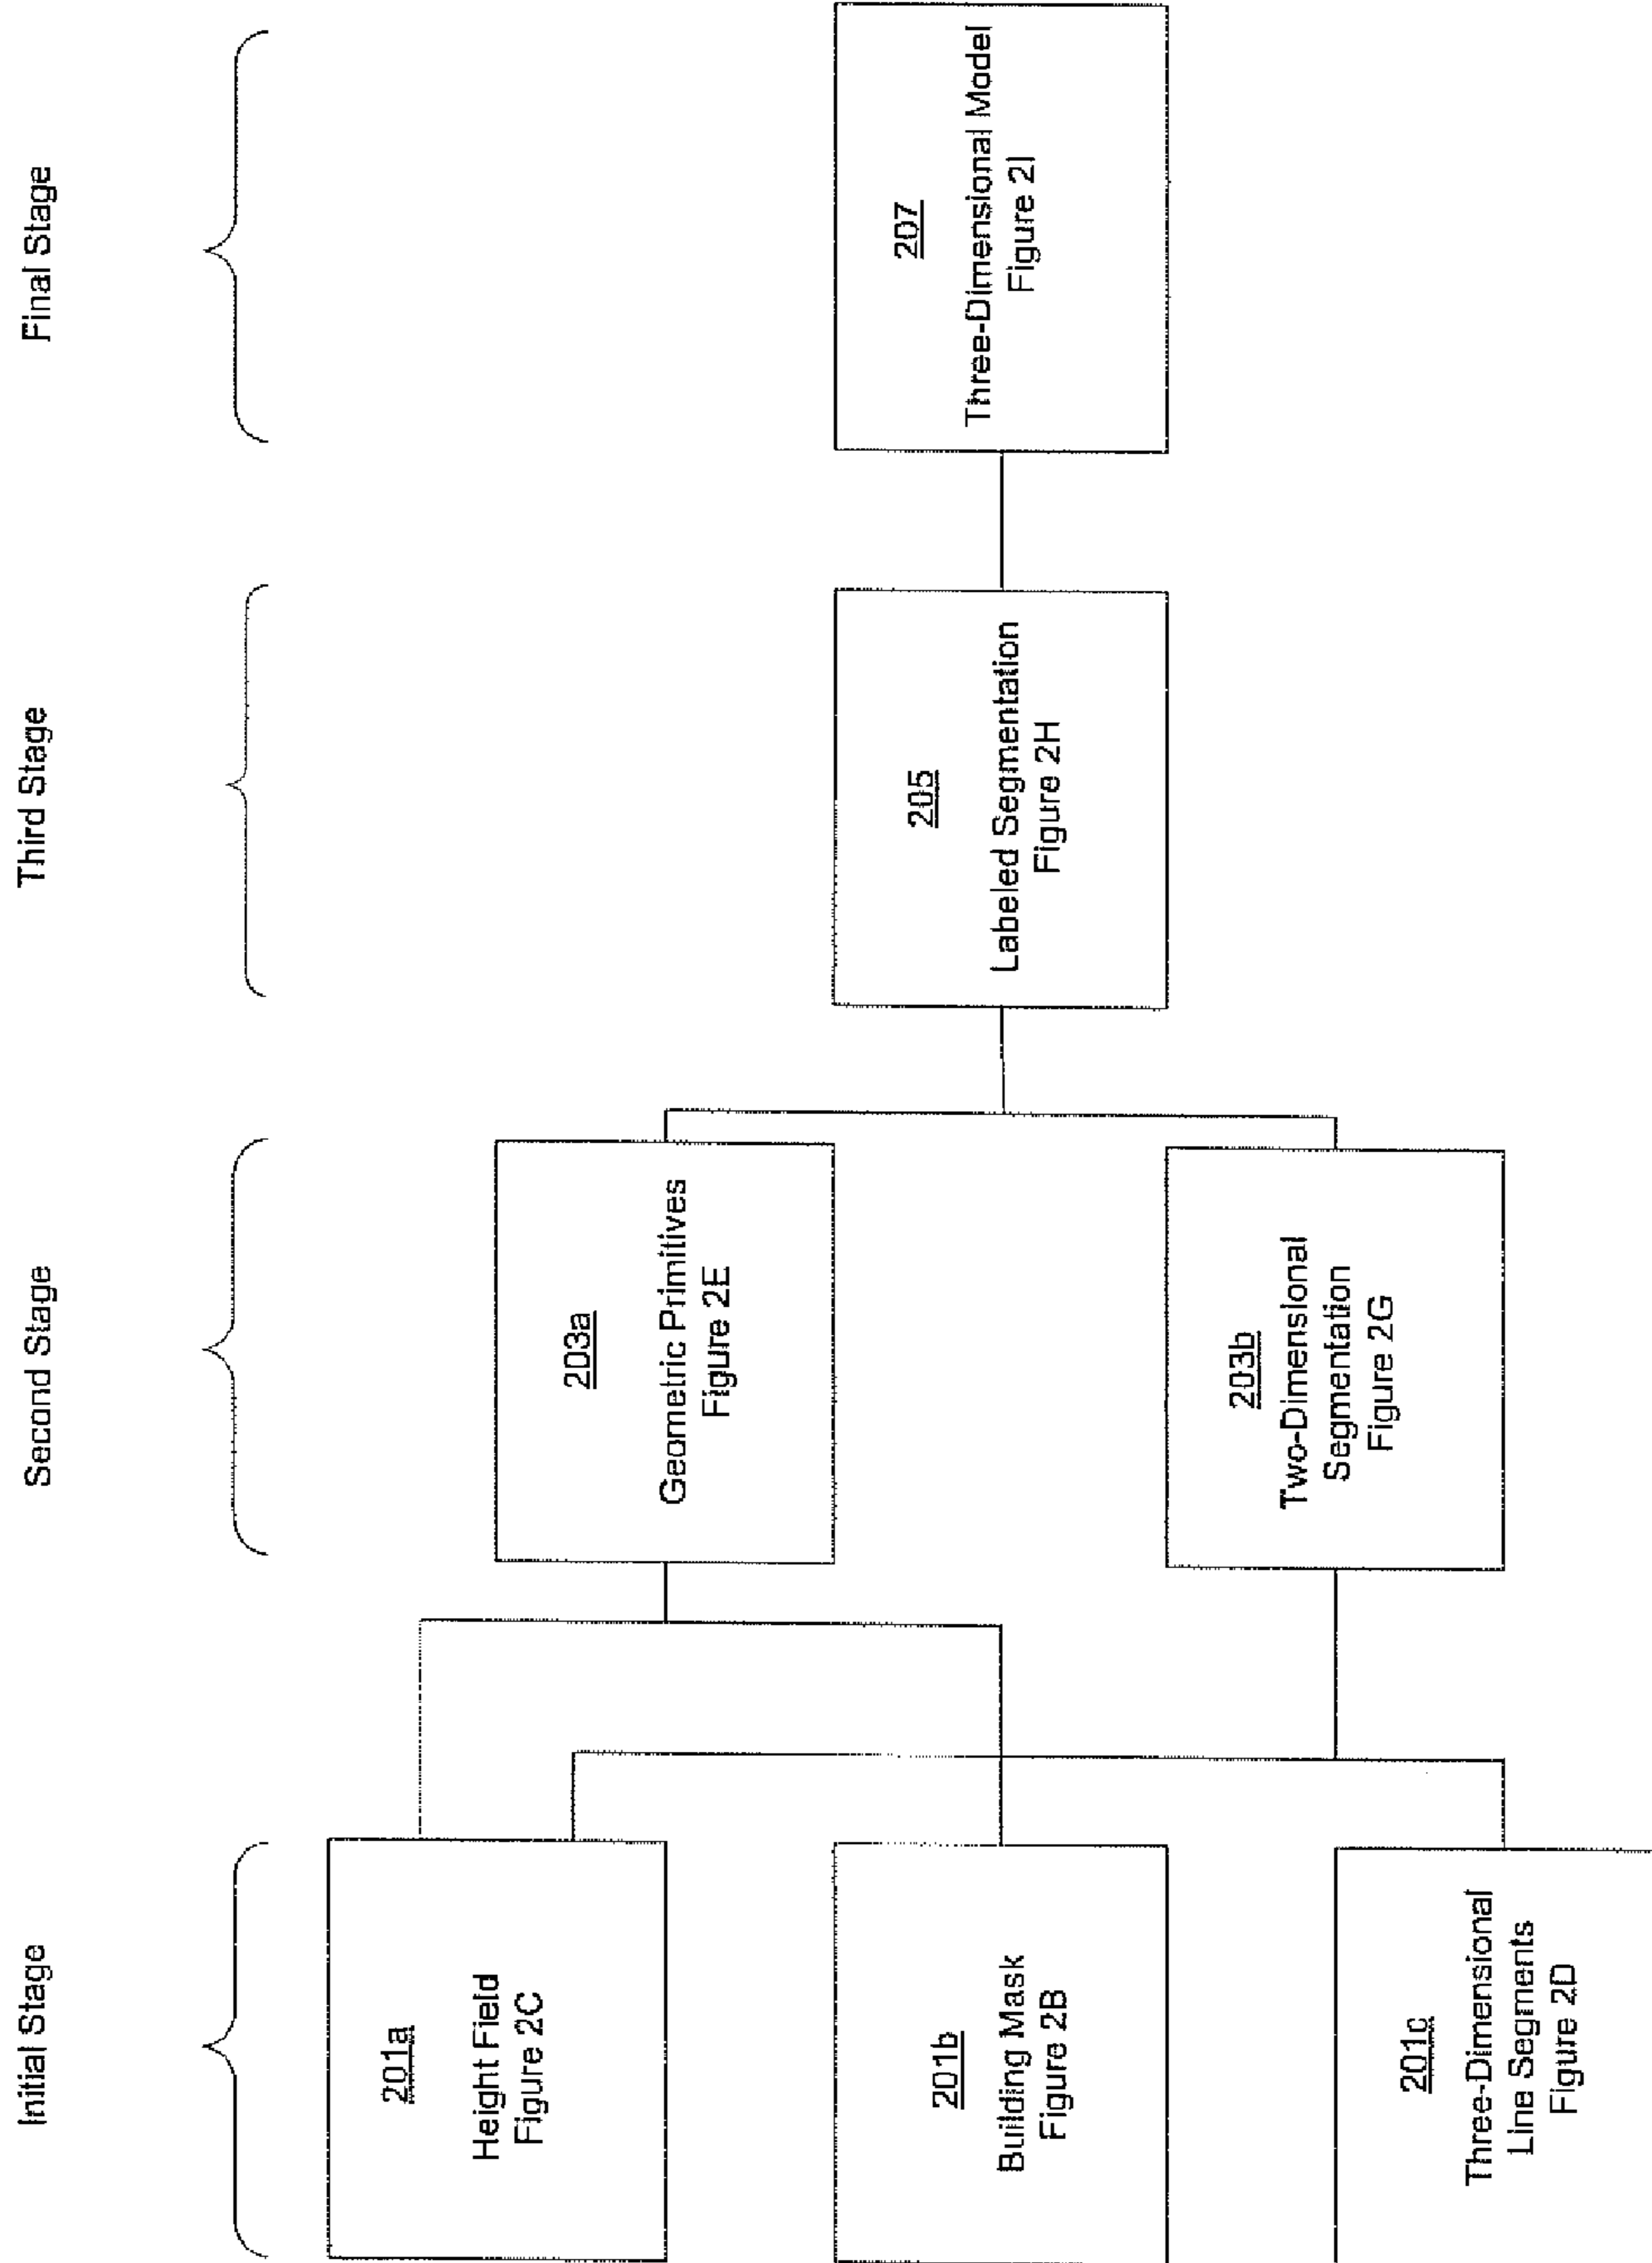 Initial Stage
Second Stage
Third Stage
Final Stage
201a
Height Field
Figure 2C
201b
Building Mask
Figure 2B
201c
Three-Dimensional
Line Segments
Figure 2D
203a
Geometric Primitives
Figure 2E
203b
Two-Dimensional
Segmentation
Figure 2G
205
Labeled Segmentation
Figure 2H
207
Three-Dimensional Model
Figure 2I